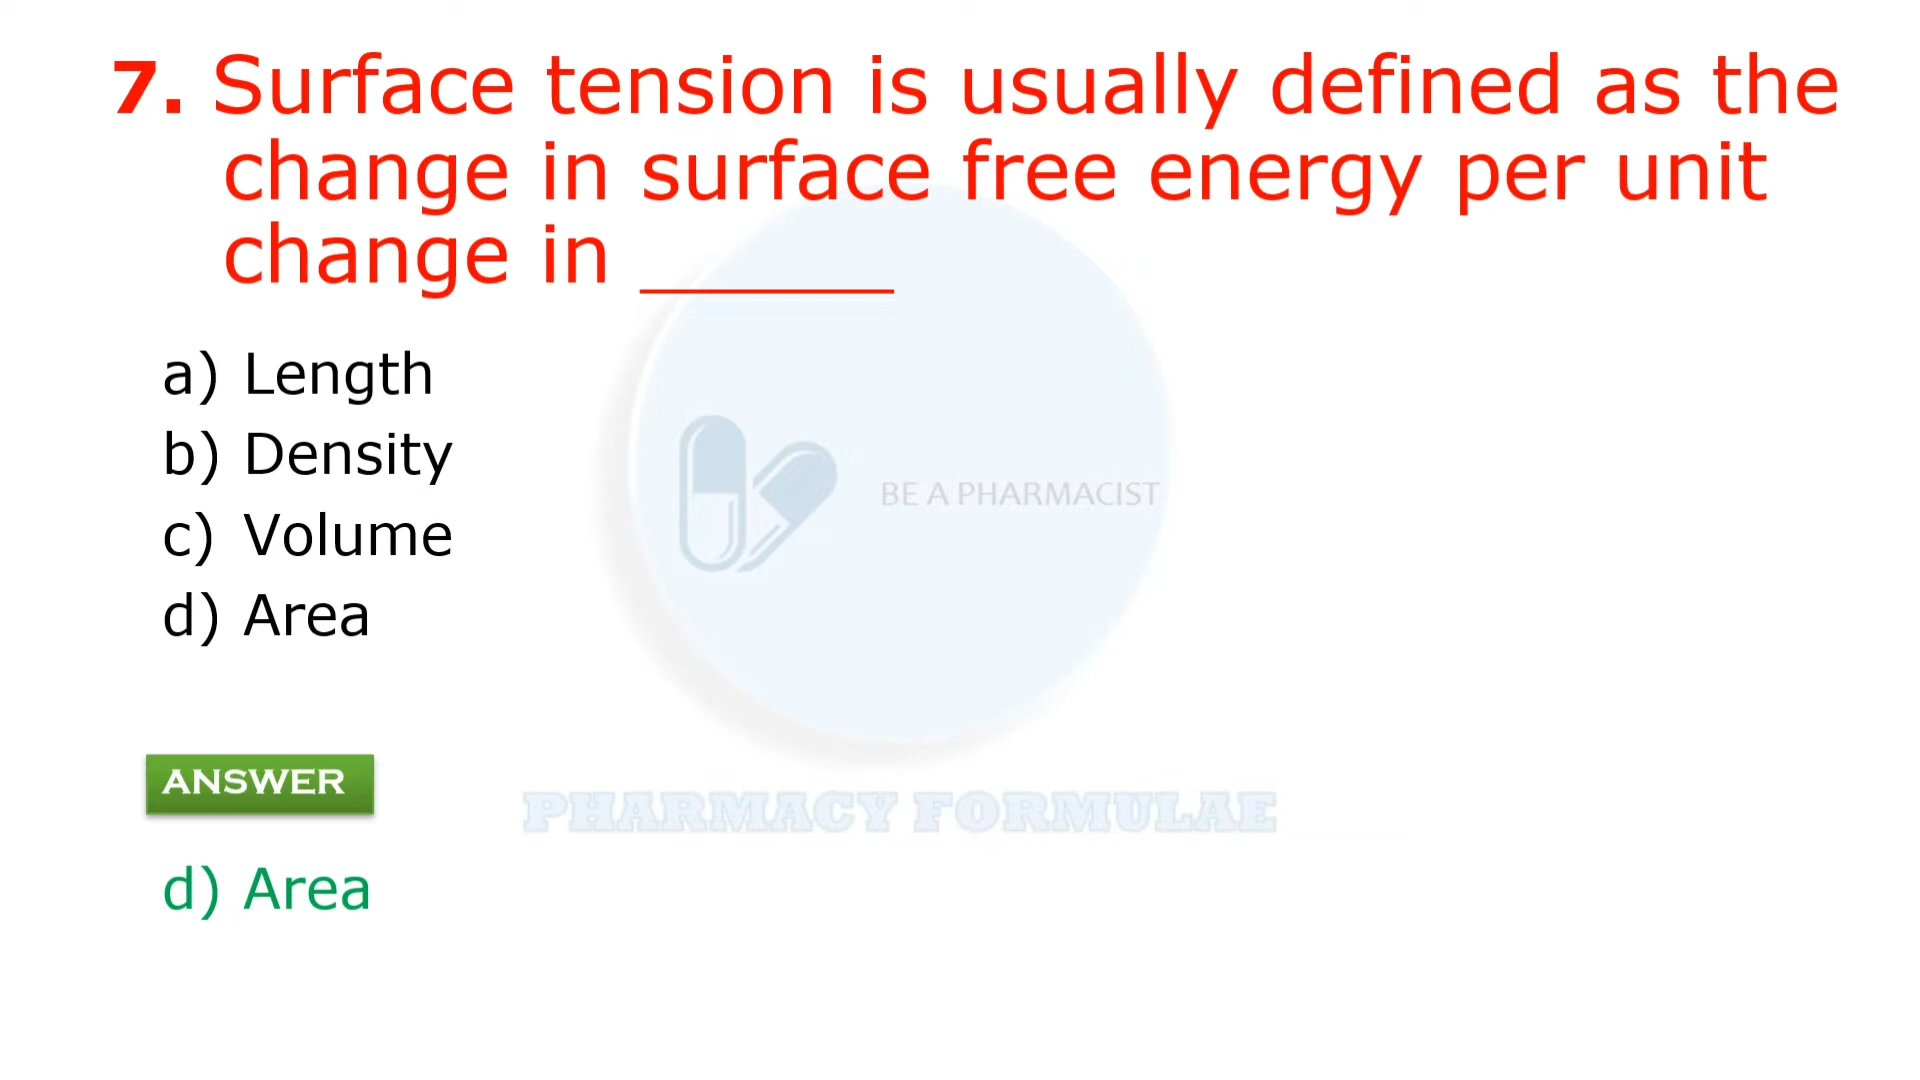 7. Surface tension is usually defined as the
change in surface free energy per unit
change in ______
a) Length
b) Density
c) Volume
d) Area
BE A PHARMACIST
ANSWER
PHARMACY FORMULAE
d) Area